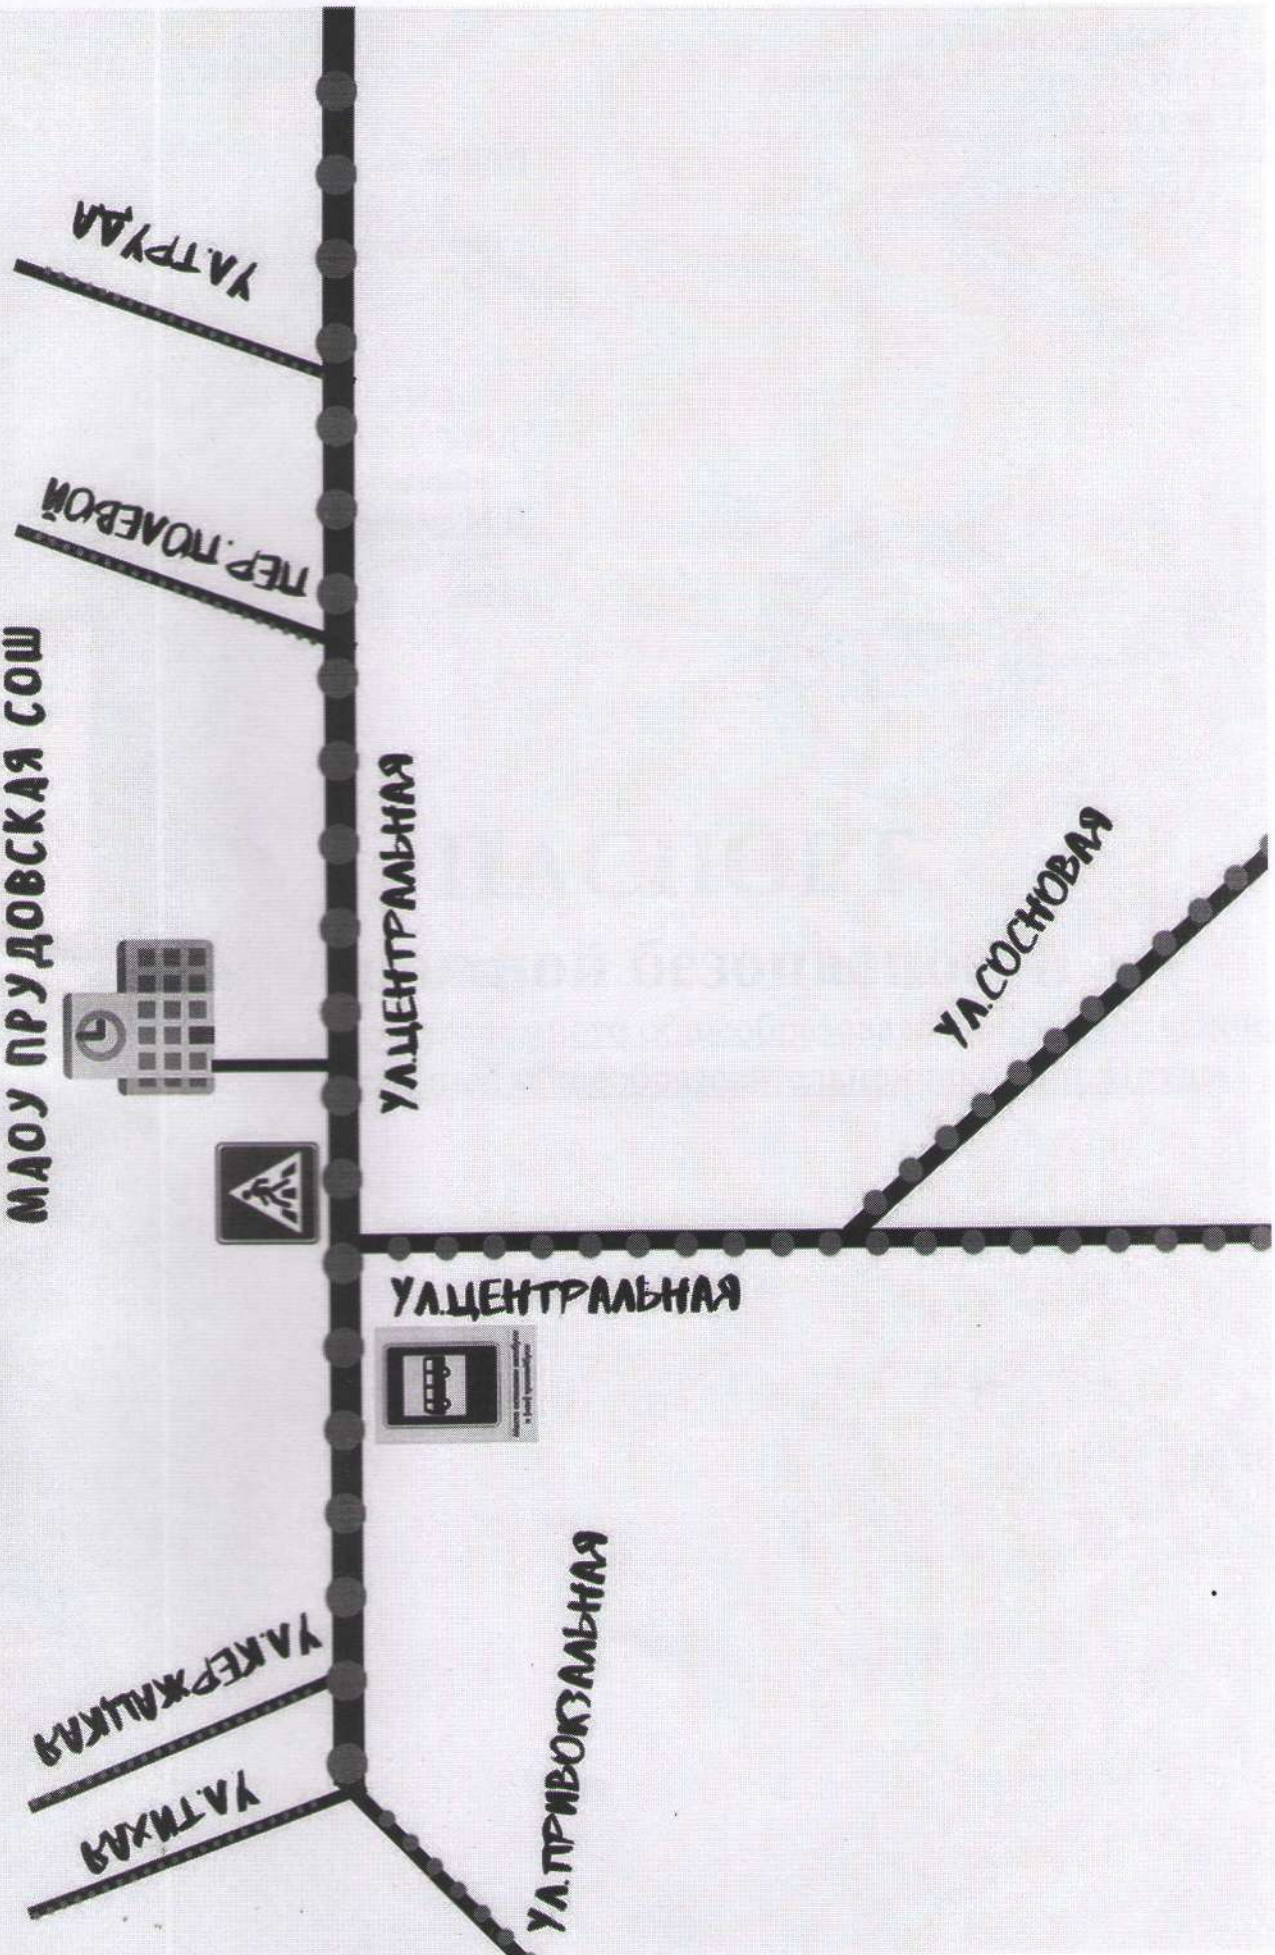 МАОУ ПРУДОВСКАЯ СОШ
УЛ.ТИХАЯ
УЛ.КЕРЖАЦКАЯ
ПЕР.ПОЛЕВОЙ
УЛ.ТРУДА
УЛ.ЦЕНТРАЛЬНАЯ
УЛ.ЦЕНТРАЛЬНАЯ
УЛ.ПРИВОКЗАЛЬНАЯ
УЛ.СОСНОВАЯ